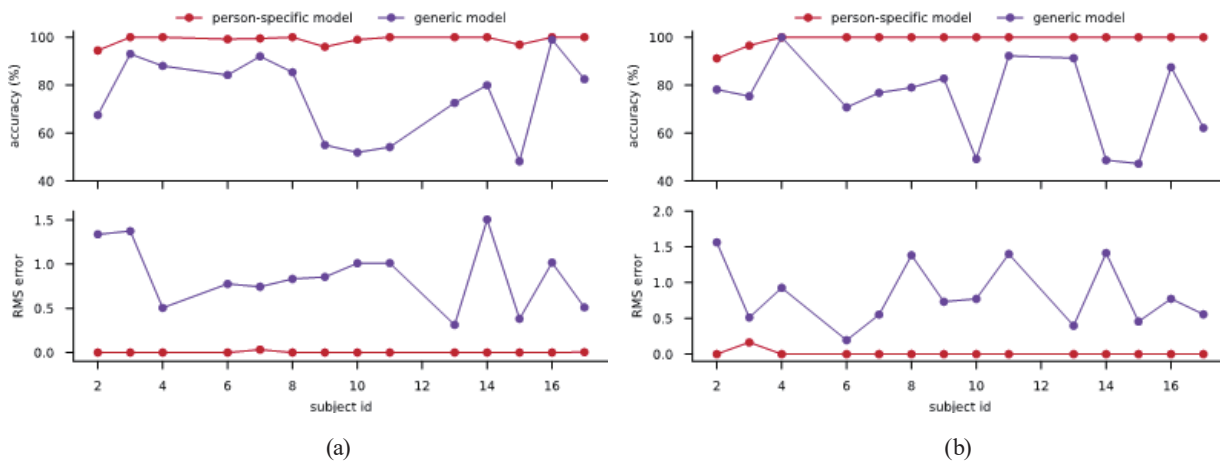 person-specific model generic model
100
80
60
40
accuracy (%)
1.5
1.0
0.5
0.0
RMS error
2 4 6 8 10 12 14 16
subject id
(a)
person-specific model generic model
100
80
60
40
accuracy (%)
2.0
1.5
1.0
0.5
0.0
RMS error
2 4 6 8 10 12 14 16
subject id
(b)